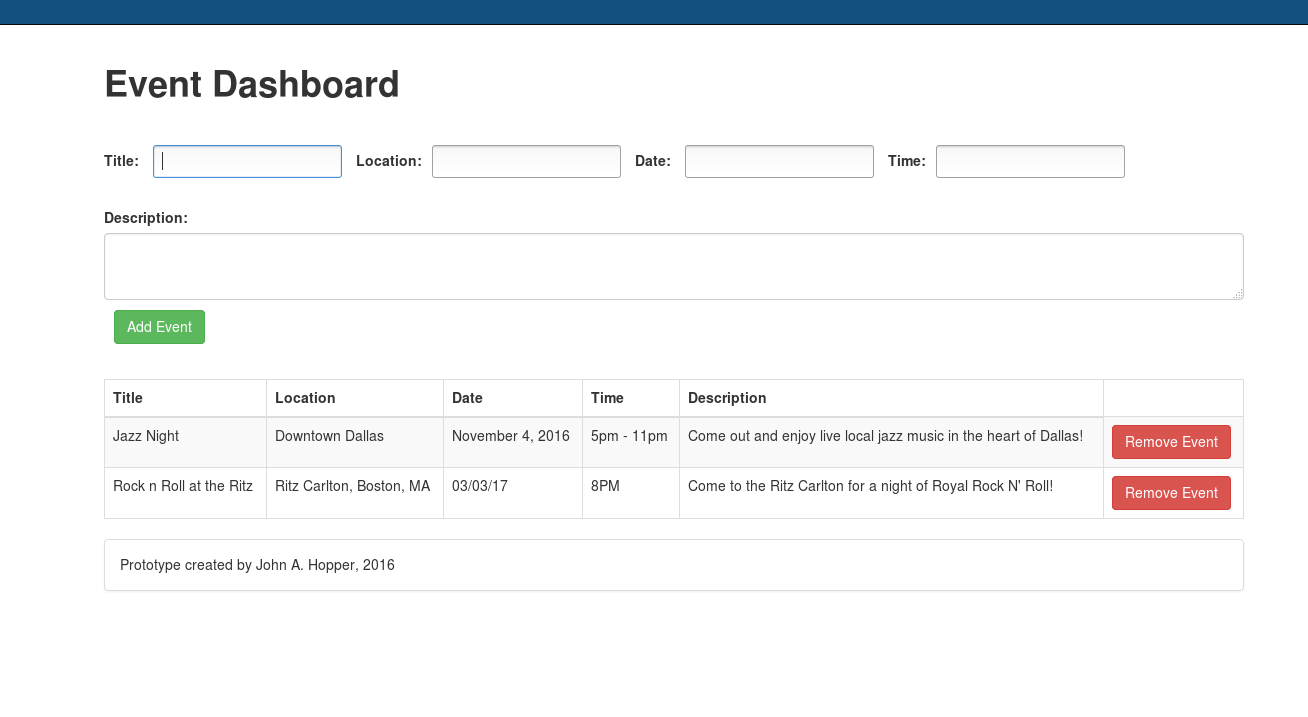 Event Dashboard
Title: Location: Date: Time:
Description:
Add Event
Title Location Date Time Description
Jazz Night Downtown Dallas November 4, 2016 5pm - 11pm Come out and enjoy live local jazz music in the heart of Dallas! Remove Event
Rock n Roll at the Ritz Ritz Carlton, Boston, MA 03/03/17 8PM Come to the Ritz Carlton for a night of Royal Rock N' Roll! Remove Event
Prototype created by John A. Hopper, 2016